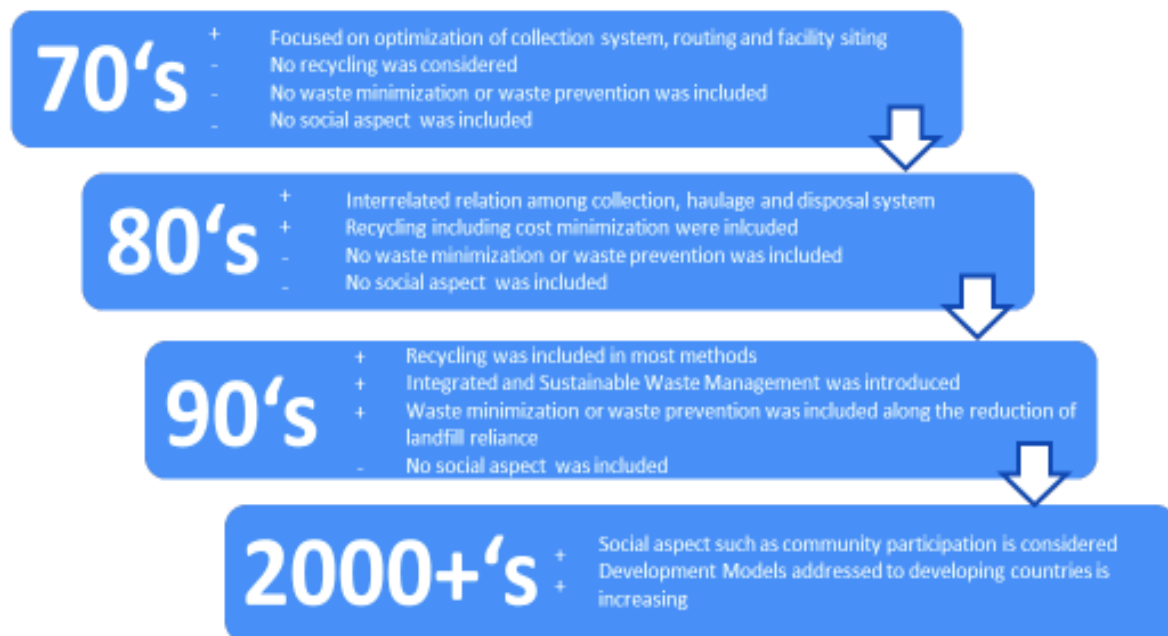 70‘s
+ Focused on optimization of collection system, routing and facility siting
- No recycling was considered
- No waste minimization or waste prevention was included
- No social aspect was included
80‘s
+ Interrelated relation among collection, haulage and disposal system
+ Recycling including cost minimization were inlcuded
- No waste minimization or waste prevention was included
- No social aspect was included
90‘s
+ Recycling was included in most methods
+ Integrated and Sustainable Waste Management was introduced
+ Waste minimization or waste prevention was included along the reduction of
landfill reliance
- No social aspect was included
2000+‘s
+ Social aspect such as community participation is considered
+ Development Models addressed to developing countries is
increasing